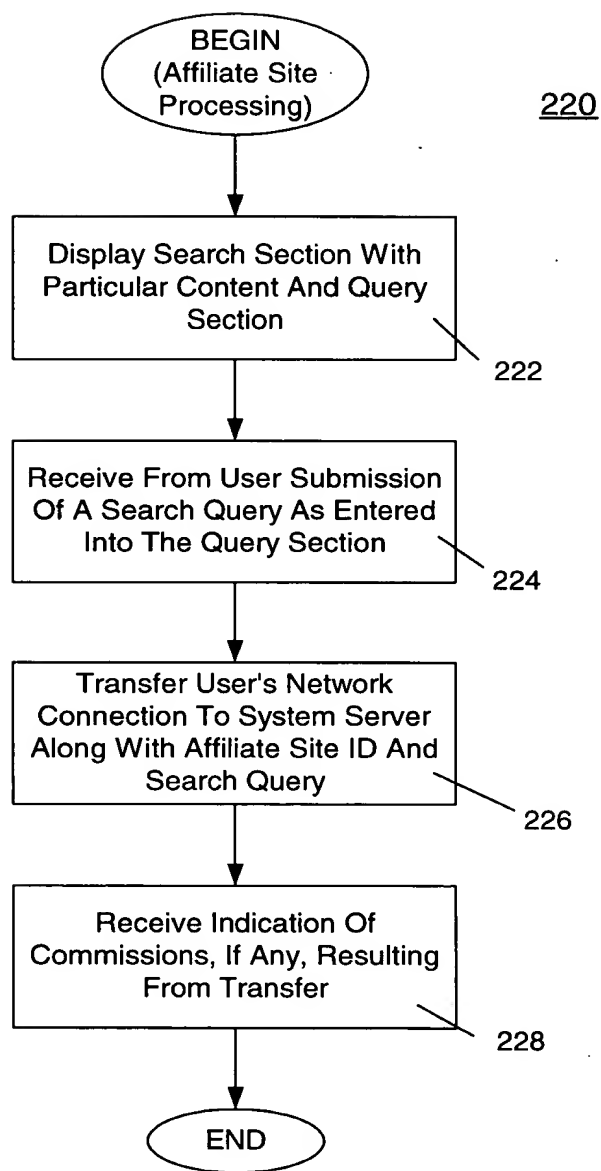 BEGIN
(Affiliate Site
Processing)
220
Display Search Section With
Particular Content And Query
Section
222
Receive From User Submission
Of A Search Query As Entered
Into The Query Section
224
Transfer User's Network
Connection To System Server
Along With Affiliate Site ID And
Search Query
226
Receive Indication Of
Commissions, If Any, Resulting
From Transfer
228
END